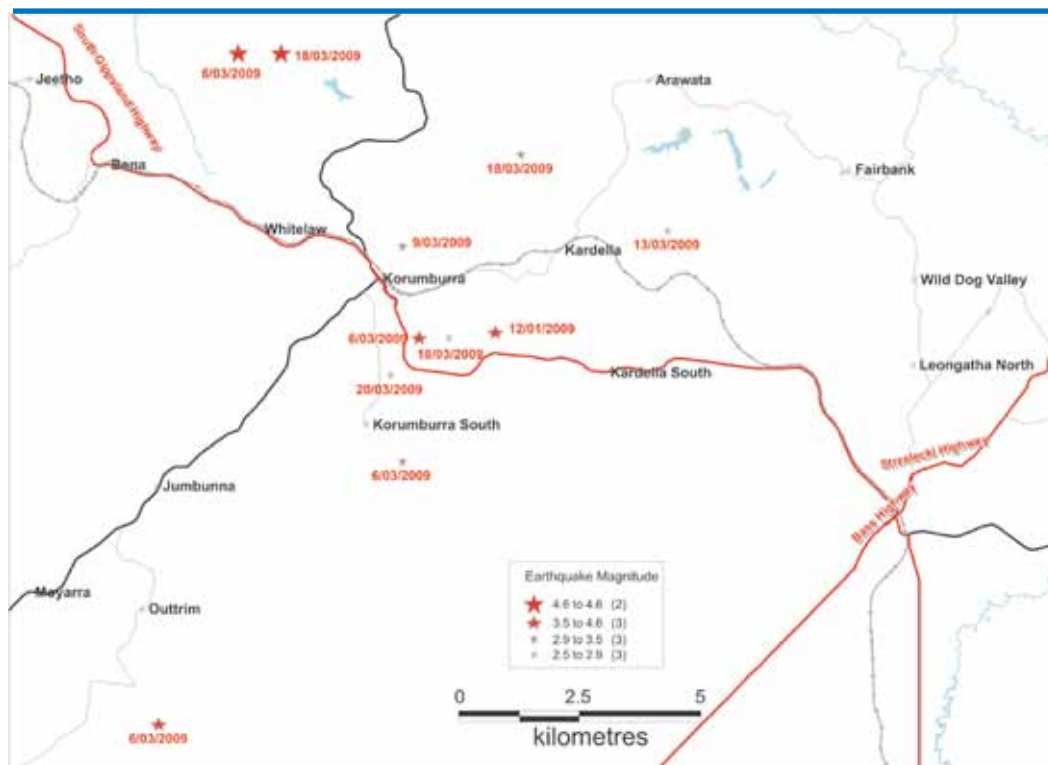 South Gippsland Highway
6/03/2009
18/03/2009
Jeetho
Arawata
Bena
18/03/2009
Fairbank
Whitelaw
9/03/2009
Kardella
13/03/2009
Korumburra
Wild Dog Valley
6/03/2009
18/03/2009
12/01/2009
20/03/2009
Kardella South
Leongatha North
Korumburra South
6/03/2009
Strzelecki Highway
Bass Highway
Jumbunna
Moyarra
Outtrim
6/03/2009
Earthquake Magnitude
4.6 to 4.6 (2)
3.5 to 4.6 (3)
2.9 to 3.5 (3)
2.5 to 2.9 (3)
0 2.5 5
kilometres